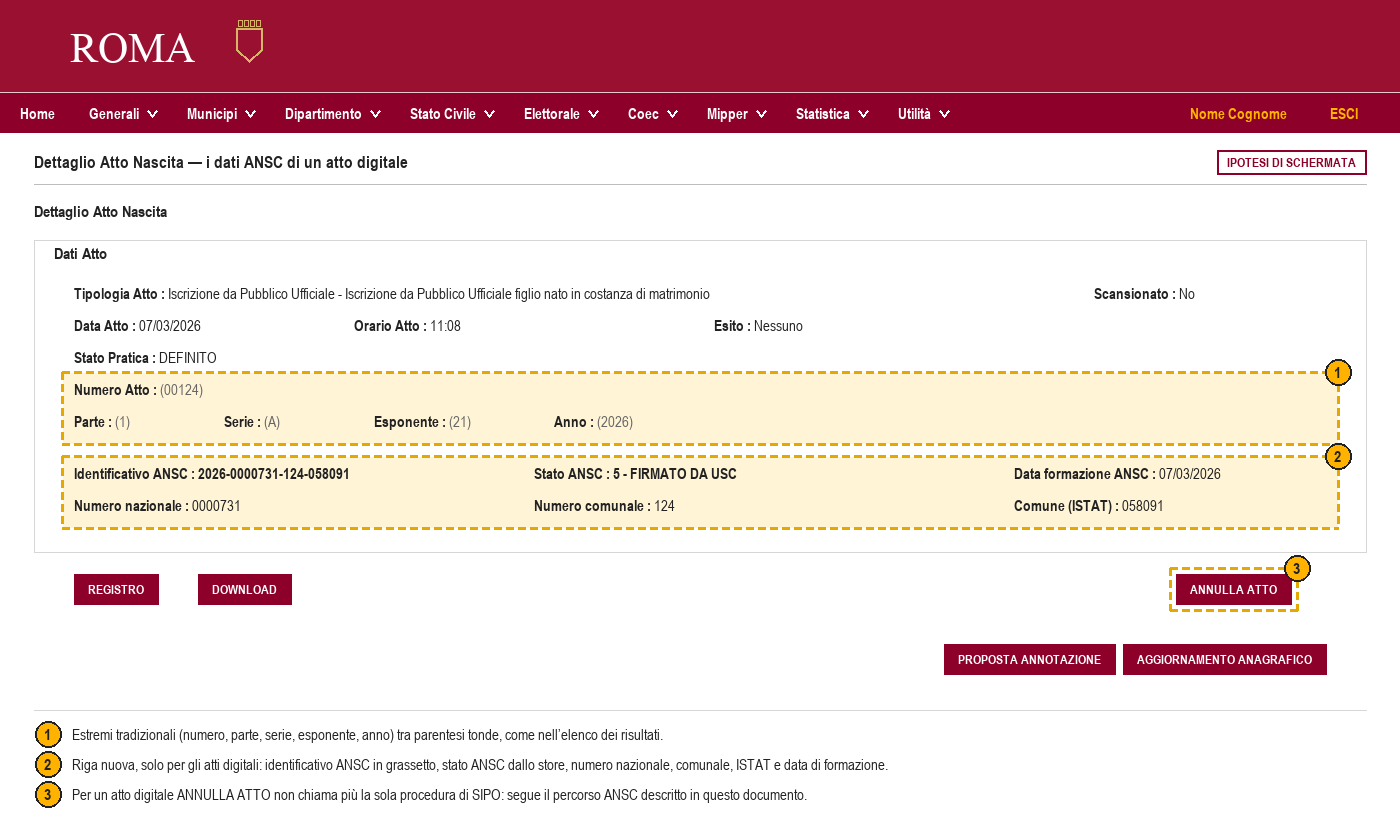 ROMA
Home Generali Municipi Dipartimento Stato Civile Elettorale Coec Mipper Statistica Utilità Nome Cognome ESCI
Dettaglio Atto Nascita — i dati ANSC di un atto digitale IPOTESI DI SCHERMATA
Dettaglio Atto Nascita
Dati Atto
Tipologia Atto : Iscrizione da Pubblico Ufficiale - Iscrizione da Pubblico Ufficiale figlio nato in costanza di matrimonio Scansionato : No
Data Atto : 07/03/2026 Orario Atto : 11:08 Esito : Nessuno
Stato Pratica : DEFINITO
1
Numero Atto : (00124)
Parte : (1) Serie : (A) Esponente : (21) Anno : (2026)
2
Identificativo ANSC : 2026-0000731-124-058091 Stato ANSC : 5 - FIRMATO DA USC Data formazione ANSC : 07/03/2026
Numero nazionale : 0000731 Numero comunale : 124 Comune (ISTAT) : 058091
3
REGISTRO DOWNLOAD ANNULLA ATTO
PROPOSTA ANNOTAZIONE AGGIORNAMENTO ANAGRAFICO
1 Estremi tradizionali (numero, parte, serie, esponente, anno) tra parentesi tonde, come nell'elenco dei risultati.
2 Riga nuova, solo per gli atti digitali: identificativo ANSC in grassetto, stato ANSC dallo store, numero nazionale, comunale, ISTAT e data di formazione.
3 Per un atto digitale ANNULLA ATTO non chiama più la sola procedura di SIPO: segue il percorso ANSC descritto in questo documento.